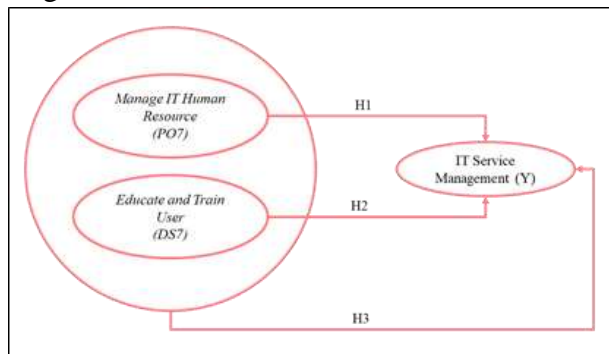 Manage IT Human
Resource
(PO7)
H1
IT Service
Management (Y)
Educate and Train
User
(DS7)
H2
H3